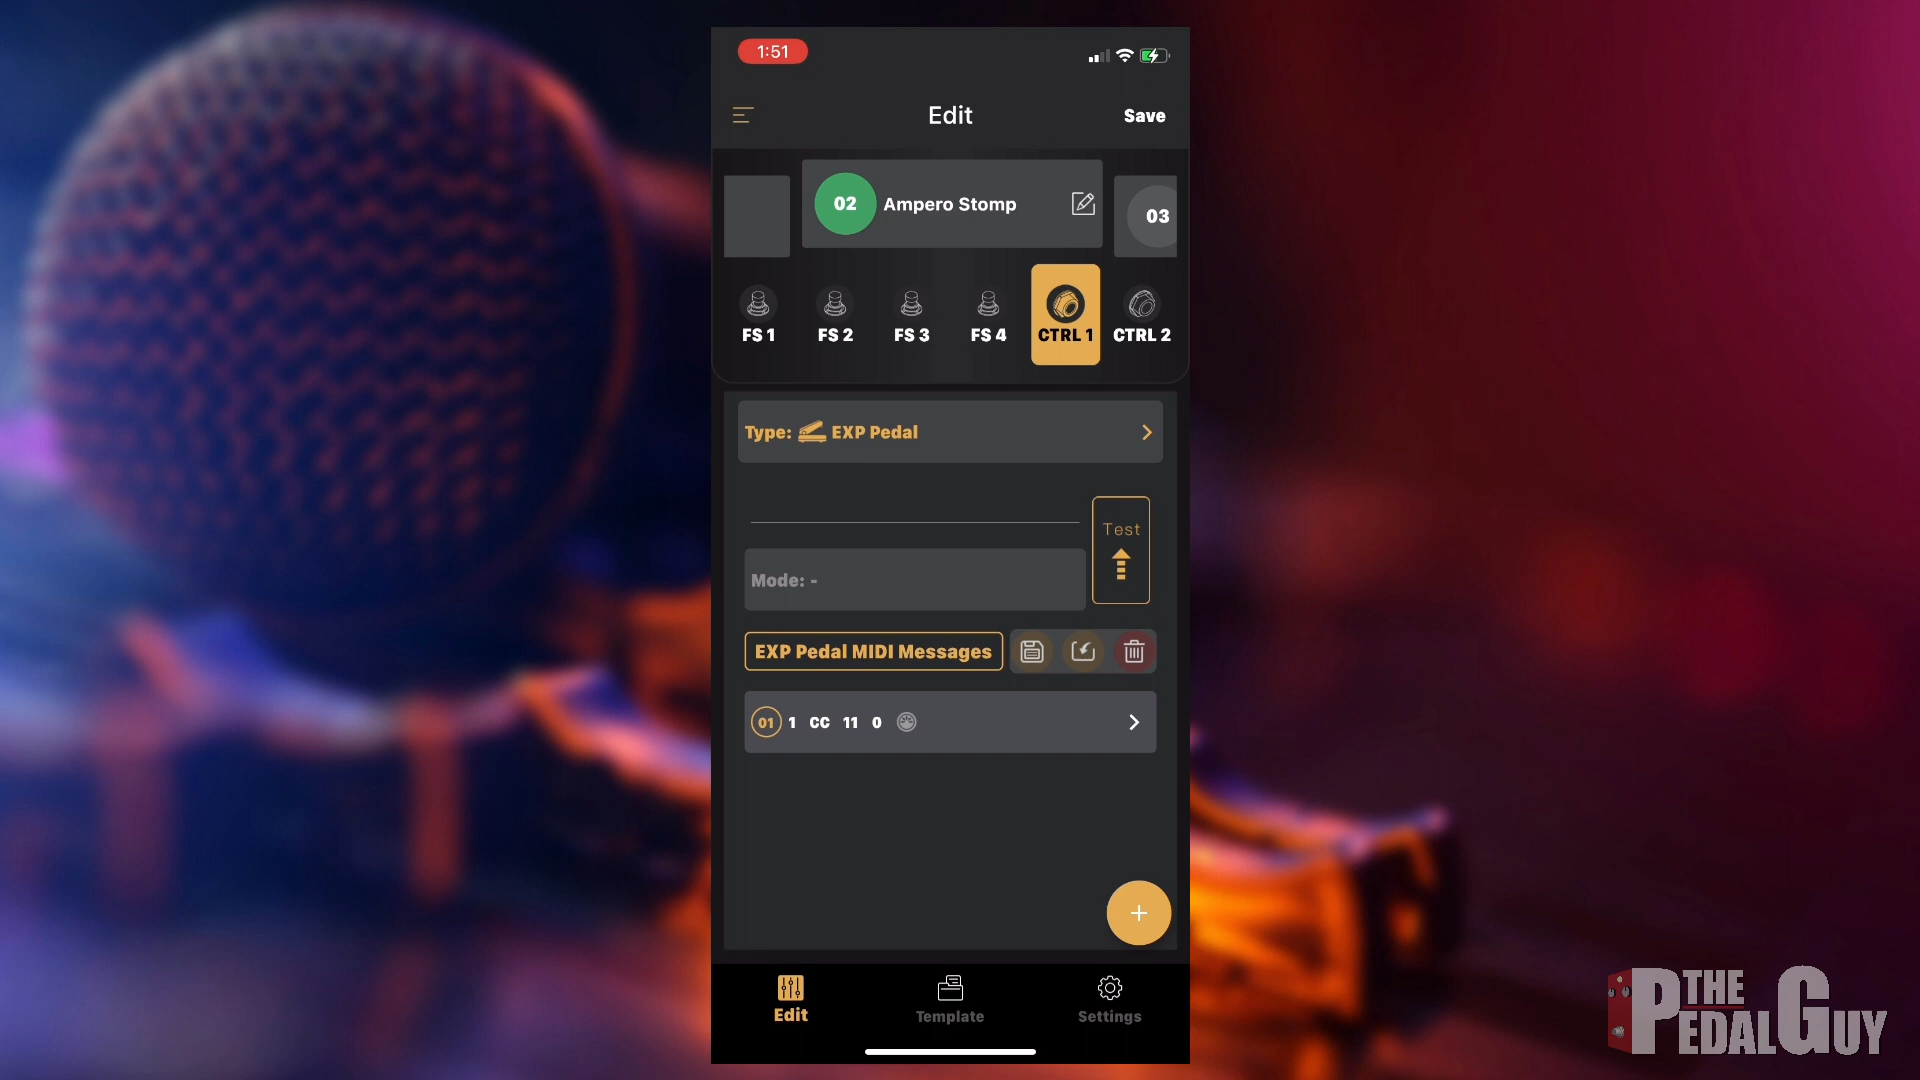 1:51
Edit
Save
02 Ampero Stomp
03
FS 1 FS 2 FS 3 FS 4 CTRL 1 CTRL 2
Type: EXP Pedal
Test
Mode: -
EXP Pedal MIDI Messages
01 1 CC 11 0
+
Edit Template Settings
THE
PEDALGUY